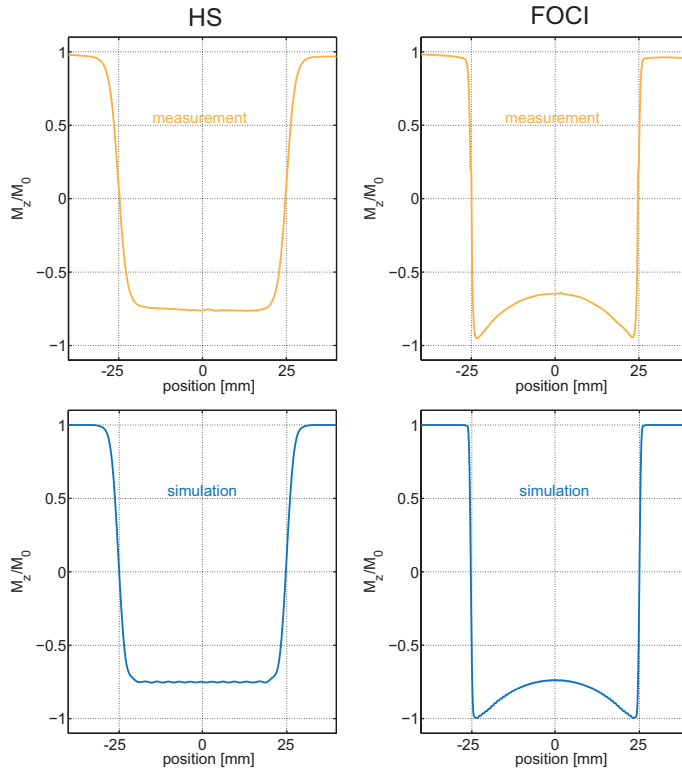 HS
FOCI
1
0.5
0
−0.5
−1
M_z/M_0
measurement
-25
0
25
position [mm]
1
0.5
0
−0.5
−1
M_z/M_0
measurement
-25
0
25
position [mm]
1
0.5
0
−0.5
−1
M_z/M_0
simulation
-25
0
25
position [mm]
1
0.5
0
−0.5
−1
M_z/M_0
simulation
-25
0
25
position [mm]